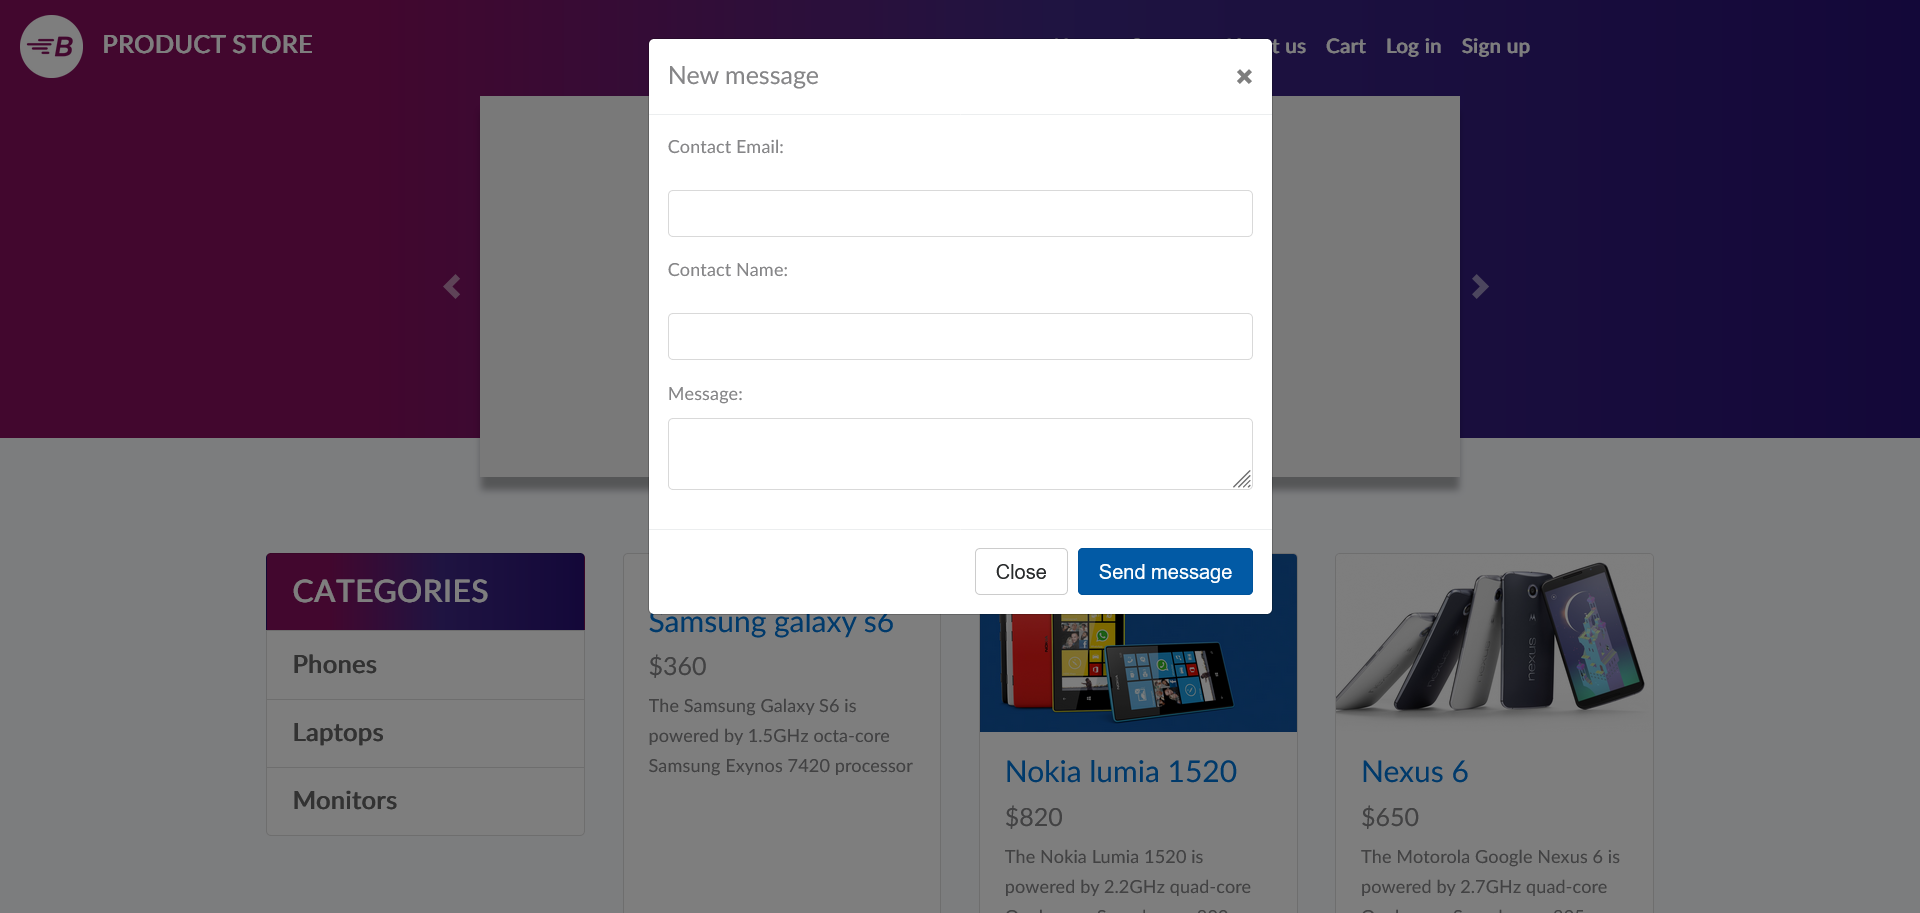 B
PRODUCT STORE
t us
Cart
Log in
Sign up
New message
Contact Email:
Contact Name:
Message:
Close
Send message
CATEGORIES
Phones
Laptops
Monitors
Samsung galaxy s6
$360
The Samsung Galaxy S6 is
powered by 1.5GHz octa-core
Samsung Exynos 7420 processor
Nokia lumia 1520
$820
The Nokia Lumia 1520 is
powered by 2.2GHz quad-core
nexus
Nexus 6
$650
The Motorola Google Nexus 6 is
powered by 2.7GHz quad-core